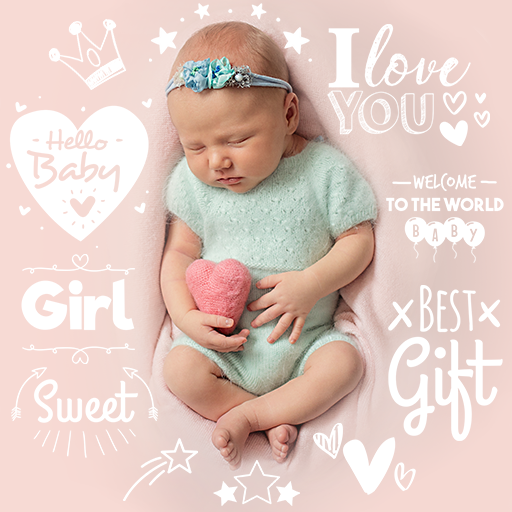 I love
YOU
Hello
Baby
WELCOME
TO THE WORLD
BABY
Girl
BEST
Gift
Sweet